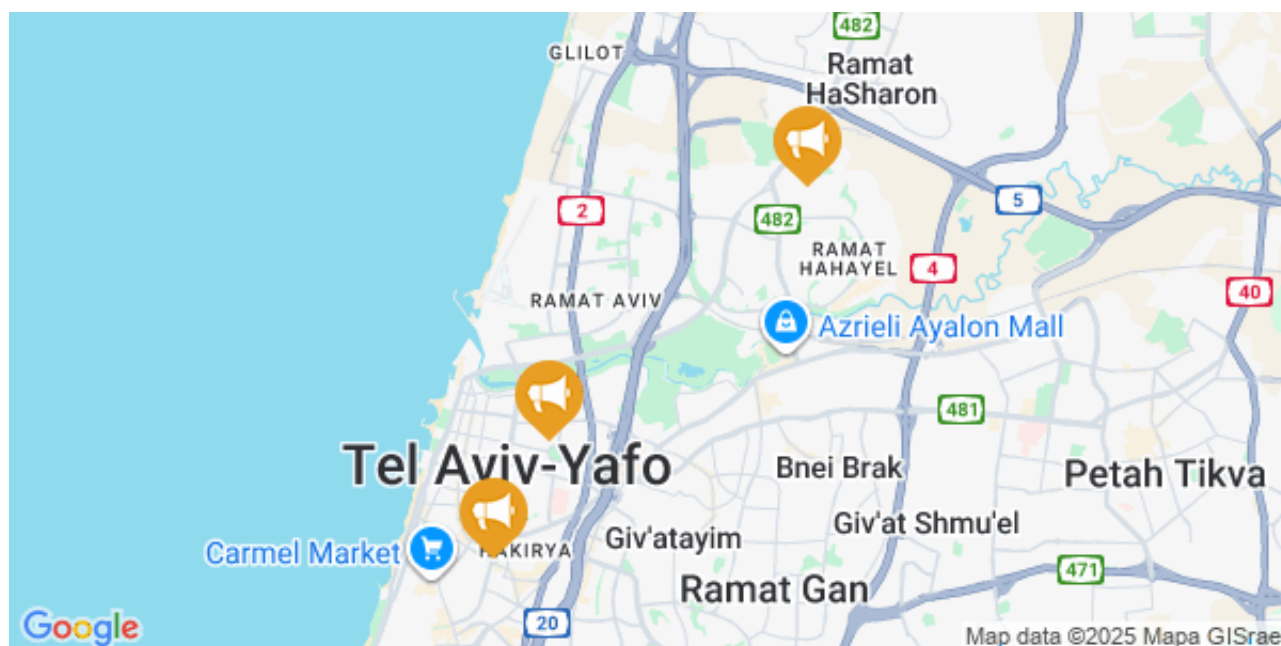 482
GLILOT
Ramat
HaSharon
2
482
5
RAMAT
HAHAYEL
4
40
RAMAT AVIV
Azrieli Ayalon Mall
481
Tel Aviv-Yafo
Bnei Brak
Petah Tikva
Giv'at Shmu'el
Giv'atayim
Carmel Market
HAKIRYA
471
Ramat Gan
20
Google
Map data ©2025 Mapa GISrae